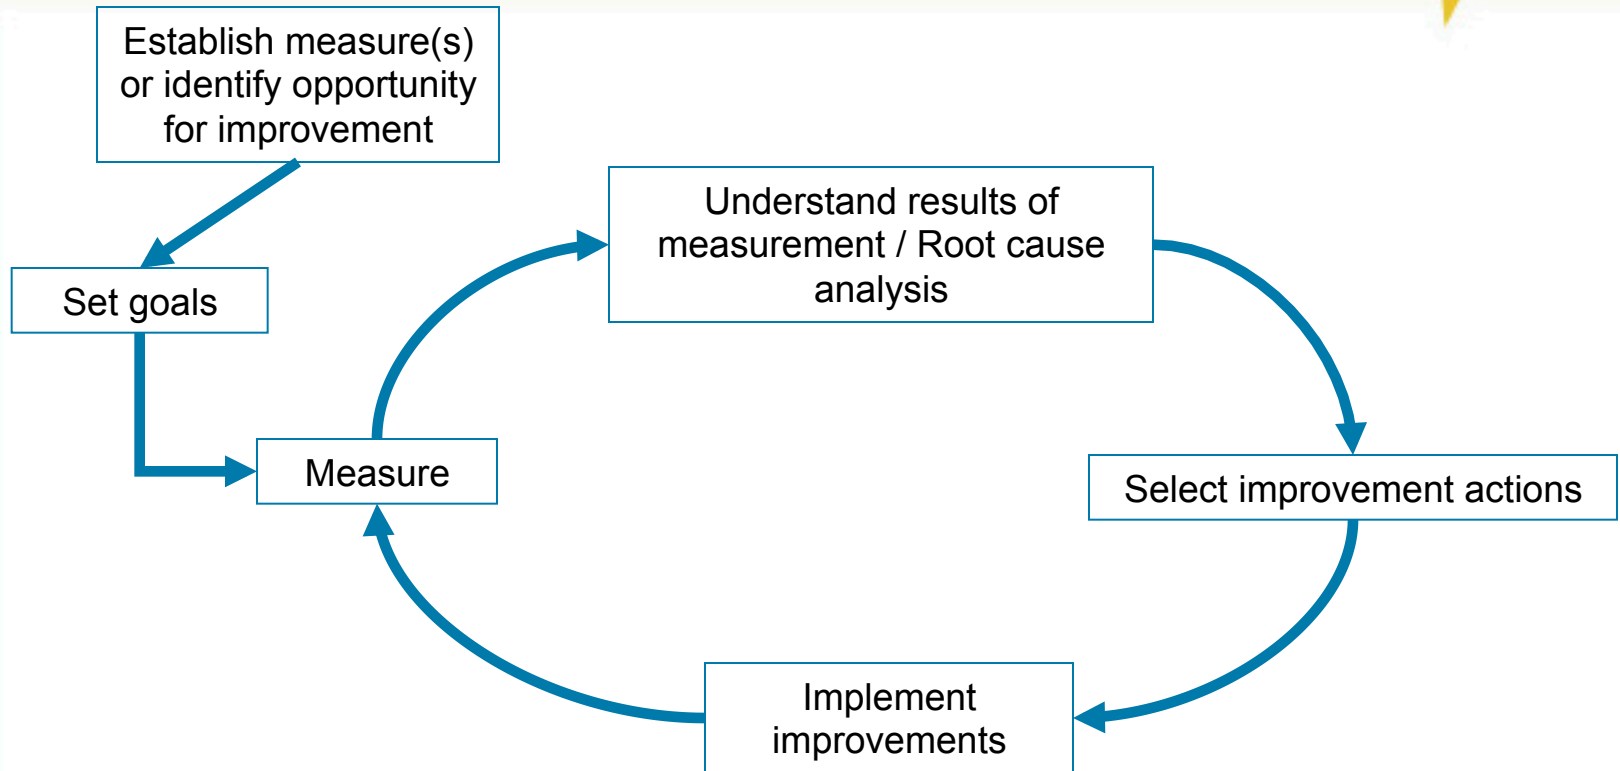 Establish measure(s)
or identify opportunity
for improvement
Set goals
Measure
Understand results of
measurement / Root cause
analysis
Select improvement actions
Implement
improvements